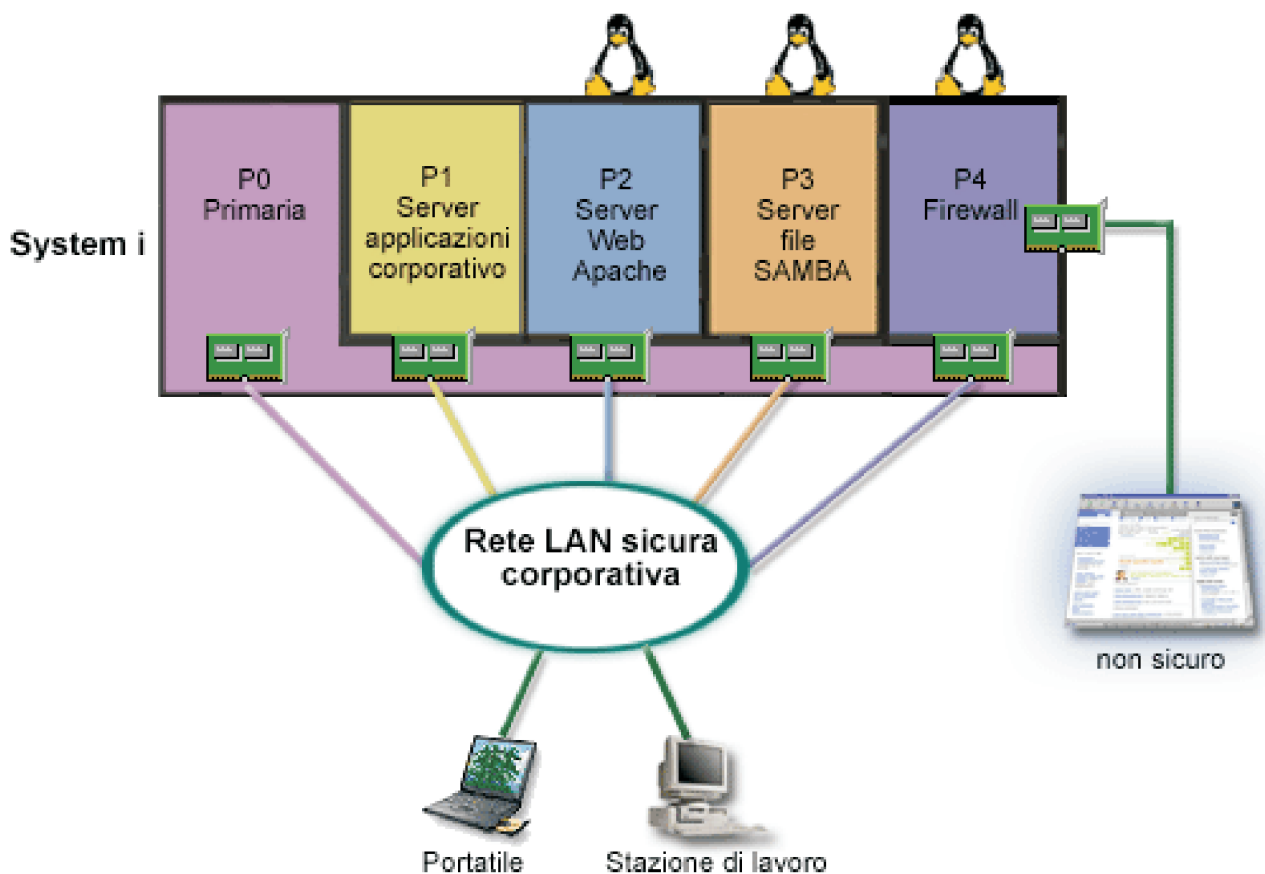 System i
P0
Primaria
P1
Server
applicazioni
corporativo
P2
Server
Web
Apache
P3
Server
file
SAMBA
P4
Firewall
Rete LAN sicura
corporativa
non sicuro
Portatile
Stazione di lavoro